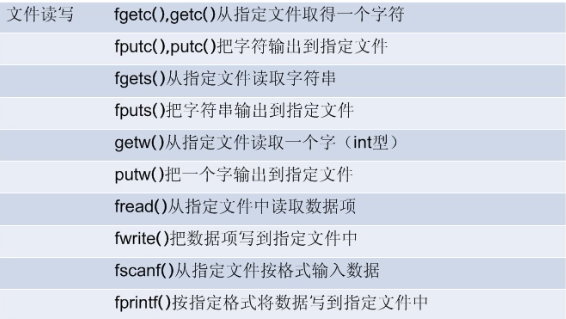 文件读写 fgetc(),getc()从指定文件取得一个字符
fputc(),putc()把字符输出到指定文件
fgets()从指定文件读取字符串
fputs()把字符串输出到指定文件
getw()从指定文件读取一个字（int型）
putw()把一个字输出到指定文件
fread()从指定文件中读取数据项
fwrite()把数据项写到指定文件中
fscanf()从指定文件按格式输入数据
fprintf()按指定格式将数据写到指定文件中